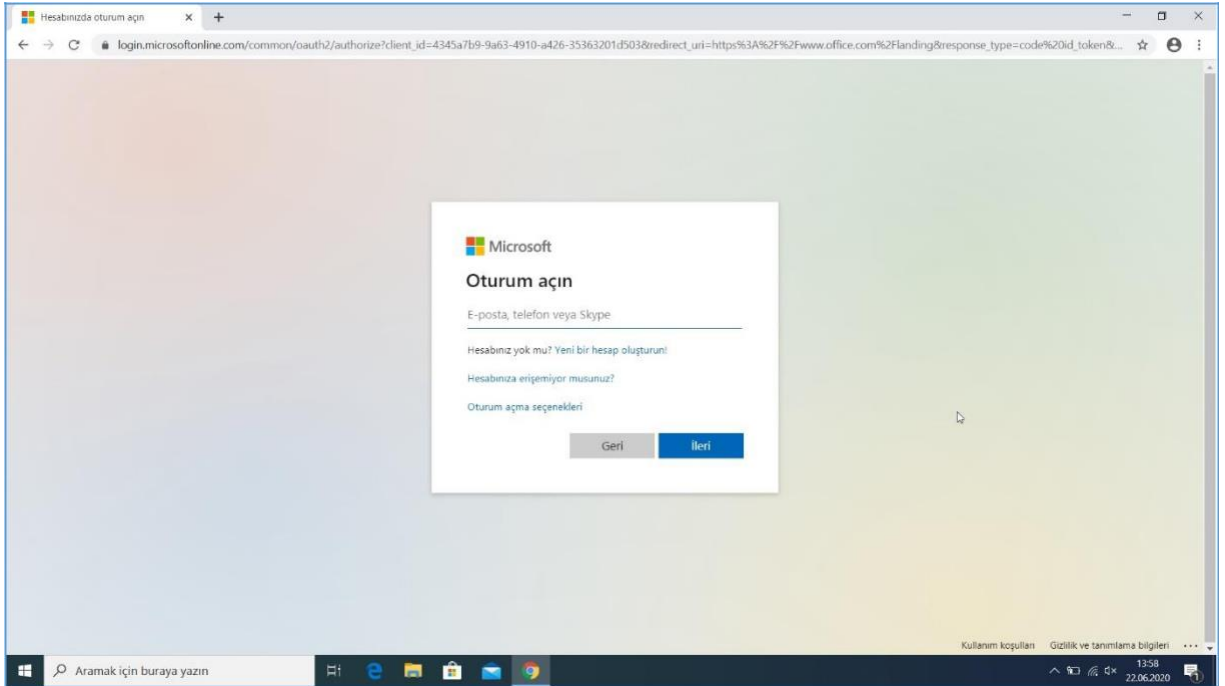 Hesabınızda oturum açın
login.microsoftonline.com/common/oauth2/authorize?client_id=4345a7b9-9a63-4910-a426-35363201d503&redirect_uri=https%3A%2F%2Fwww.office.com%2Flanding&response_type=code%20id_token&...
Microsoft
Oturum açın
E-posta, telefon veya Skype
Hesabınız yok mu? Yeni bir hesap oluşturun!
Hesabınıza erişemiyor musunuz?
Oturum açma seçenekleri
Geri
İleri
Kullanım koşulları Gizlilik ve tanımlama bilgileri ...
Aramak için buraya yazın
13:58
22.06.2020
1